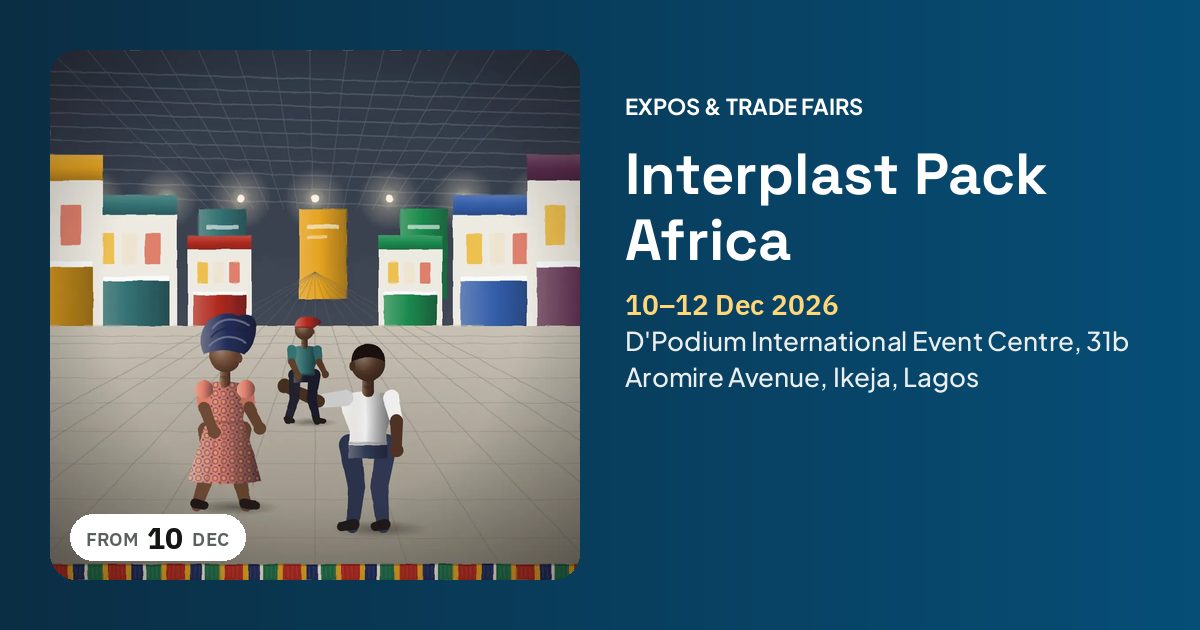 EXPOS & TRADE FAIRS
Interplast Pack
Africa
10–12 Dec 2026
D'Podium International Event Centre, 31b
Aromire Avenue, Ikeja, Lagos
FROM 10 DEC